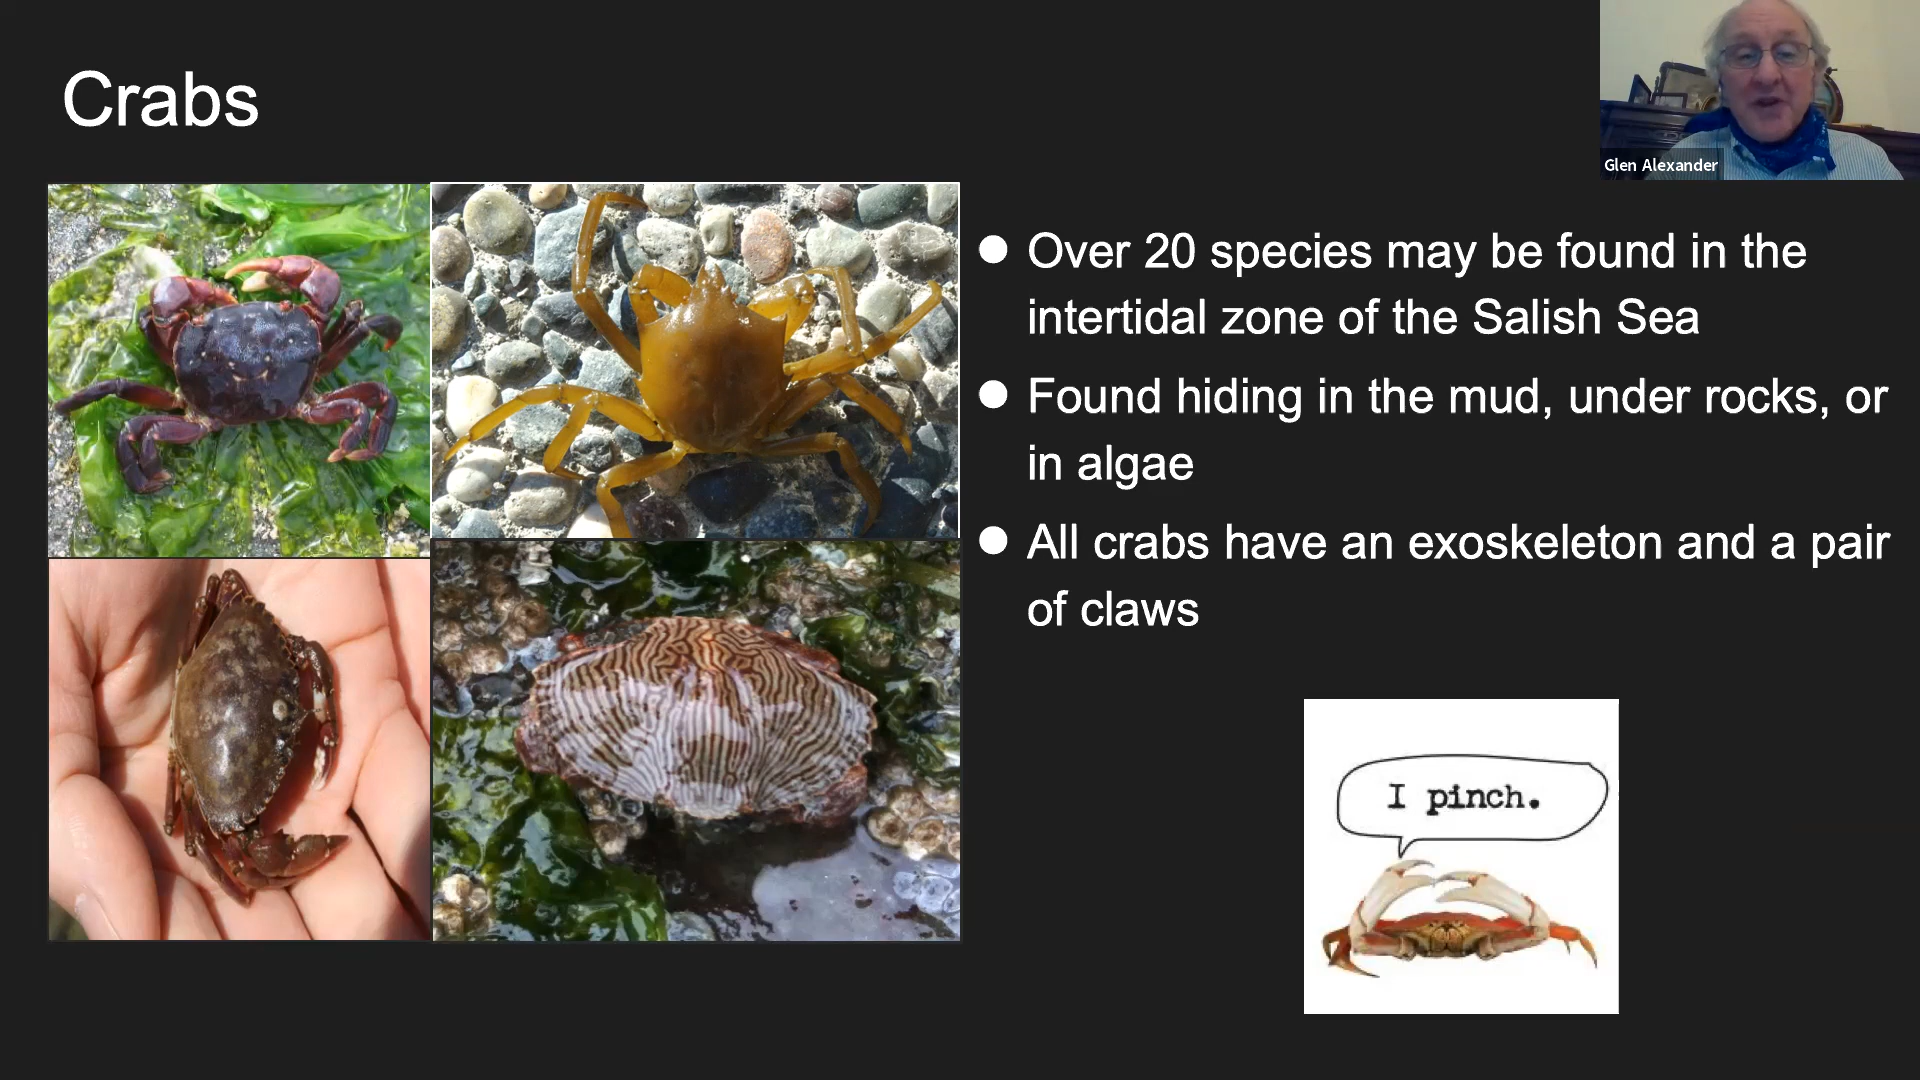 Crabs
Glen Alexander
● Over 20 species may be found in the
intertidal zone of the Salish Sea
● Found hiding in the mud, under rocks, or
in algae
● All crabs have an exoskeleton and a pair
of claws
I pinch.